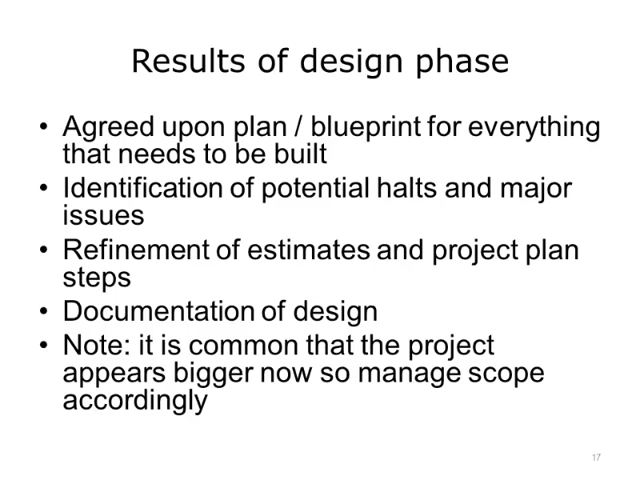 Results of design phase
• Agreed upon plan / blueprint for everything
that needs to be built
• Identification of potential halts and major
issues
• Refinement of estimates and project plan
steps
• Documentation of design
• Note: it is common that the project
appears bigger now so manage scope
accordingly
17